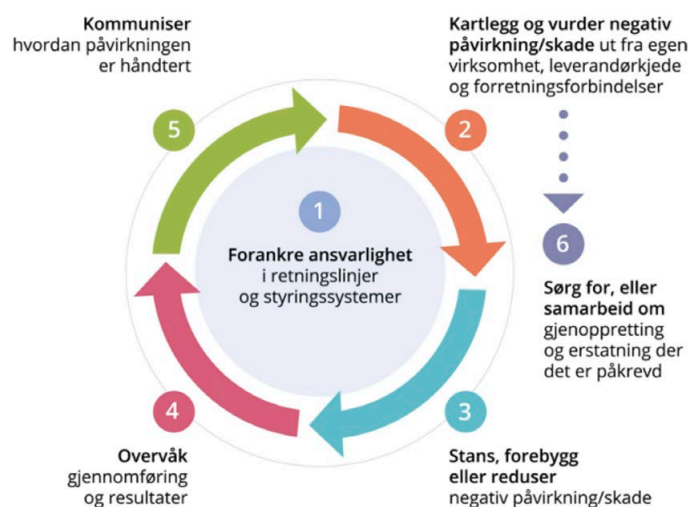 Kommuniser
hvordan påvirkningen
er håndtert
5
Kartlegg og vurder negativ
påvirkning/skade ut fra egen
virksomhet, leverandørkjede
og forretningsforbindelser
2
1
Forankre ansvarlighet
i retningslinjer
og styringssystemer
6
Sørg for, eller
samarbeid om
gjenoppretting
og erstatning der
det er påkrevd
4
Overvåk
gjennomføring
og resultater
3
Stans, forebygg
eller reduser
negativ påvirkning/skade